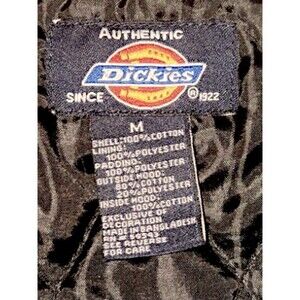 AUTHENTIC
Dickies
SINCE ® 1922
M
SHELL:100%COTTON
LINING:
100%POLYESTER
PADDING:
100%POLYESTER
OUTSIDE HOOD:
80%COTTON
20%POLYESTER
INSIDE HOOD:
100%COTTON
EXCLUSIVE OF
DECORATION
MADE IN BANGLADESH
SEE REVERSE
FOR CARE